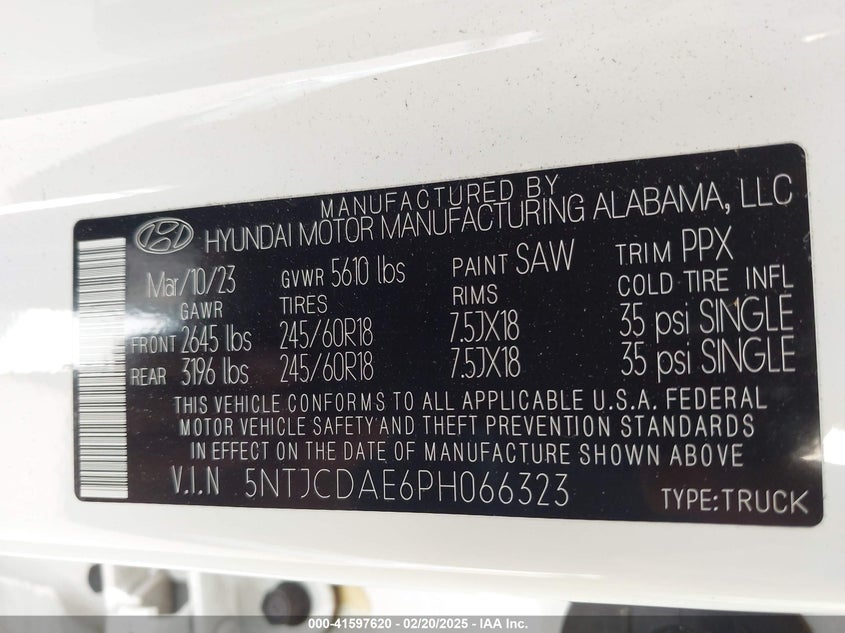 MANUFACTURED BY
HYUNDAI MOTOR MANUFACTURING ALABAMA, LLC
Mar/10/23 GVWR 5610 lbs PAINT SAW TRIM PPX
GAWR TIRES RIMS COLD TIRE INFL
FRONT 2645 lbs 245/60R18 7.5JX18 35 psi SINGLE
REAR 3196 lbs 245/60R18 7.5JX18 35 psi SINGLE
THIS VEHICLE CONFORMS TO ALL APPLICABLE U.S.A. FEDERAL
MOTOR VEHICLE SAFETY AND THEFT PREVENTION STANDARDS
IN EFFECT ON THE DATE OF MANUFACTURE SHOWN ABOVE
V.I.N 5NTJCDAE6PH066323 TYPE:TRUCK
000-41597620 - 02/20/2025 - IAA Inc.